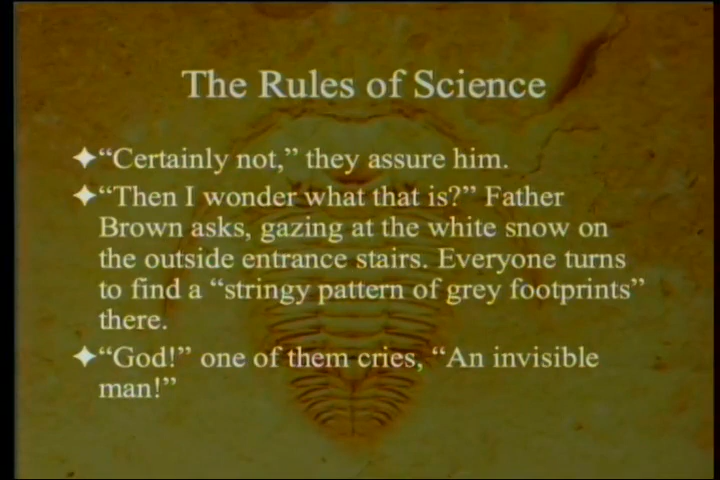 The Rules of Science
“Certainly not,” they assure him.
“Then I wonder what that is?” Father
Brown asks, gazing at the white snow on
the outside entrance stairs. Everyone turns
to find a “stringy pattern of grey footprints”
there.
“God!” one of them cries, “An invisible
man!”